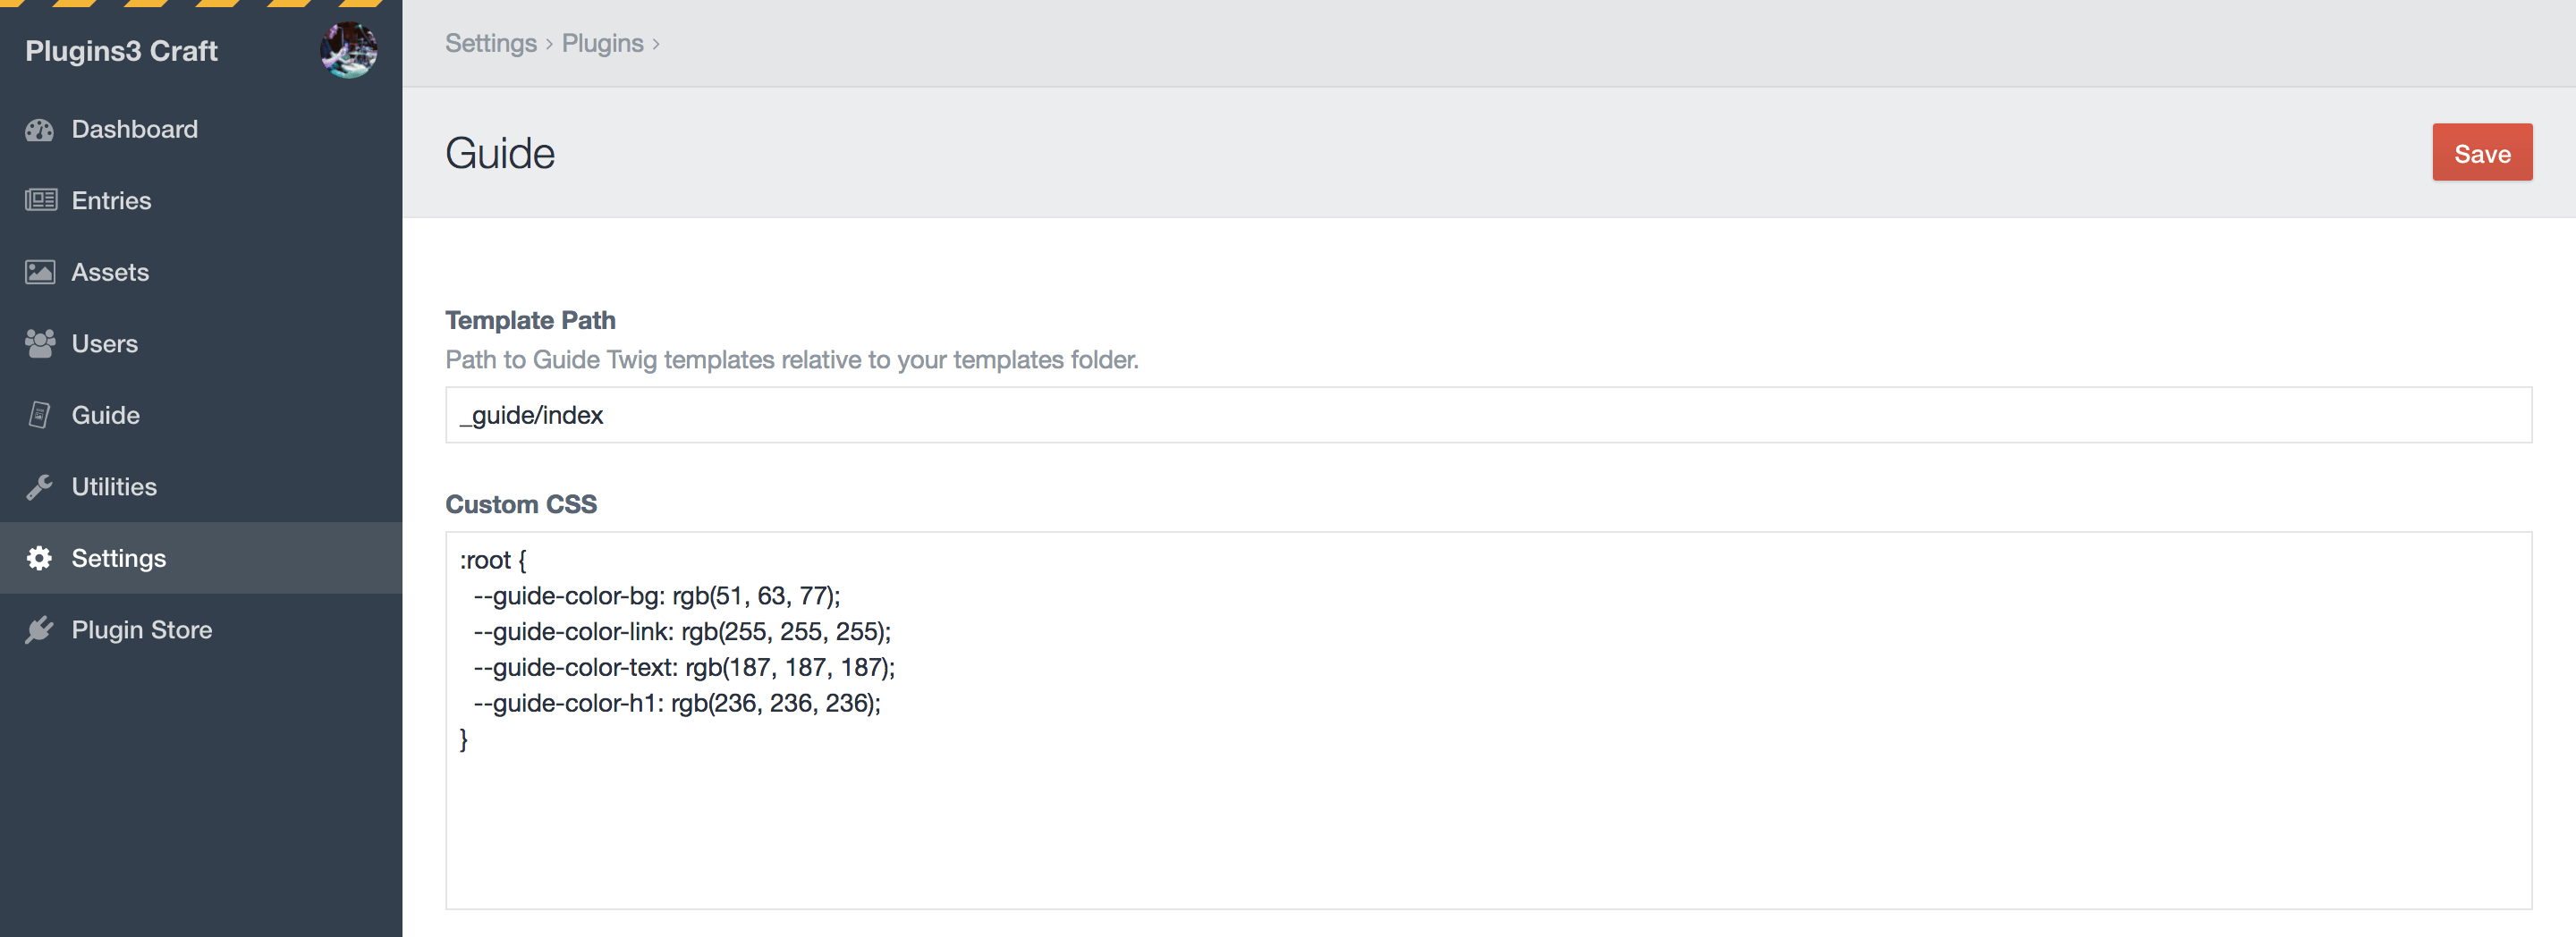 Plugins3 Craft
Dashboard
Entries
Assets
Users
Guide
Utilities
Settings
Plugin Store
Settings › Plugins ›
Guide
Save
Template Path
Path to Guide Twig templates relative to your templates folder.
_guide/index
Custom CSS
:root {
  --guide-color-bg: rgb(51, 63, 77);
  --guide-color-link: rgb(255, 255, 255);
  --guide-color-text: rgb(187, 187, 187);
  --guide-color-h1: rgb(236, 236, 236);
}